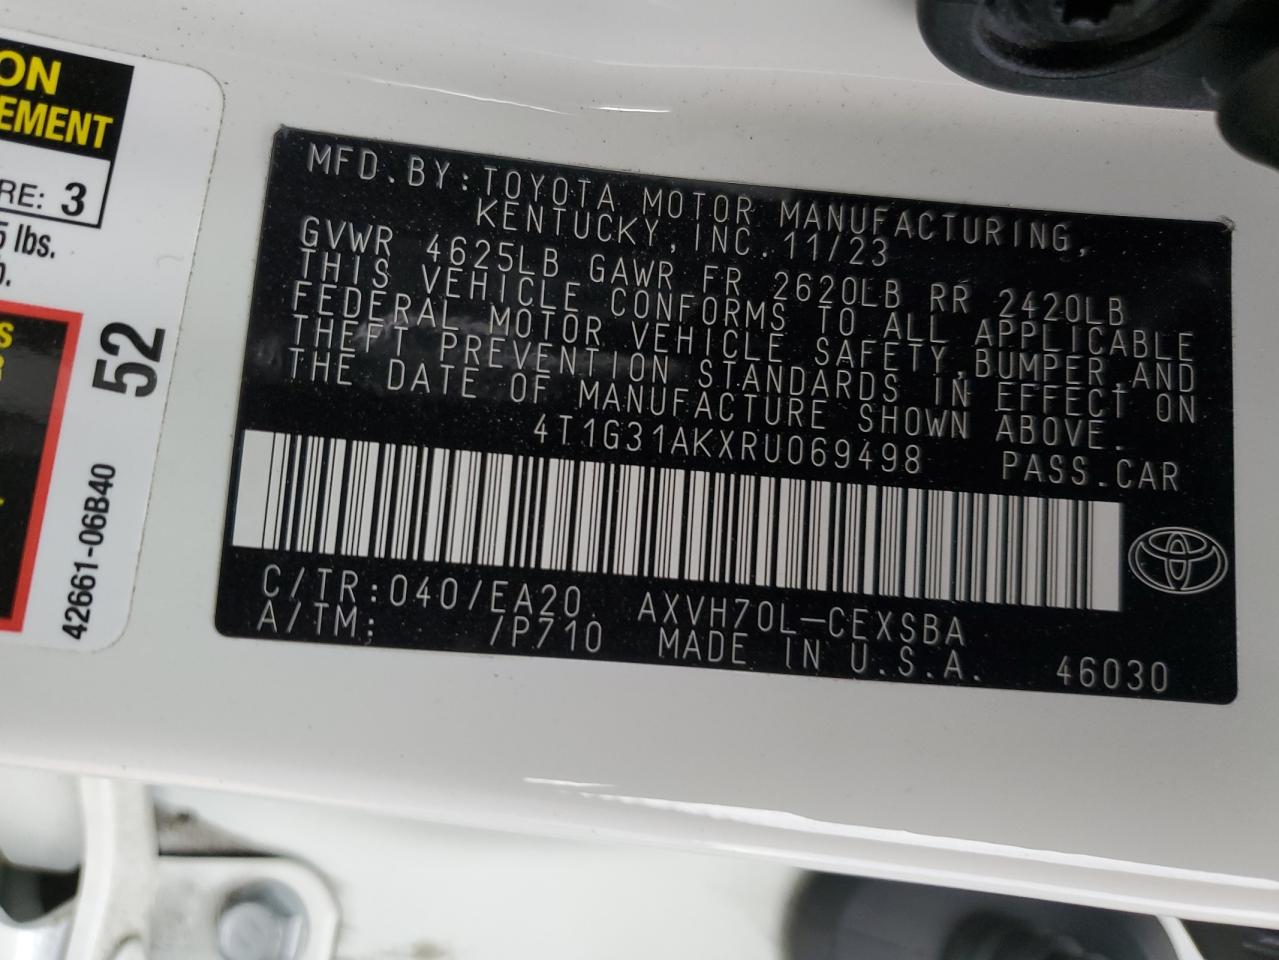 ON
EMENT
RE: 3
5 lbs.
52
42661-06B40
MFD.BY:TOYOTA MOTOR MANUFACTURING,
KENTUCKY,INC.11/23
GVWR 4625LB GAWR FR 2620LB RR 2420LB
THIS VEHICLE CONFORMS TO ALL APPLICABLE
FEDERAL MOTOR VEHICLE SAFETY,BUMPER,AND
THEFT PREVENTION STANDARDS IN EFFECT ON
THE DATE OF MANUFACTURE SHOWN ABOVE.
4T1G31AKXRU069498 PASS.CAR
C/TR:040/EA20 AXVH70L-CEXSBA
A/TM: /P710 MADE IN U.S.A. 46030